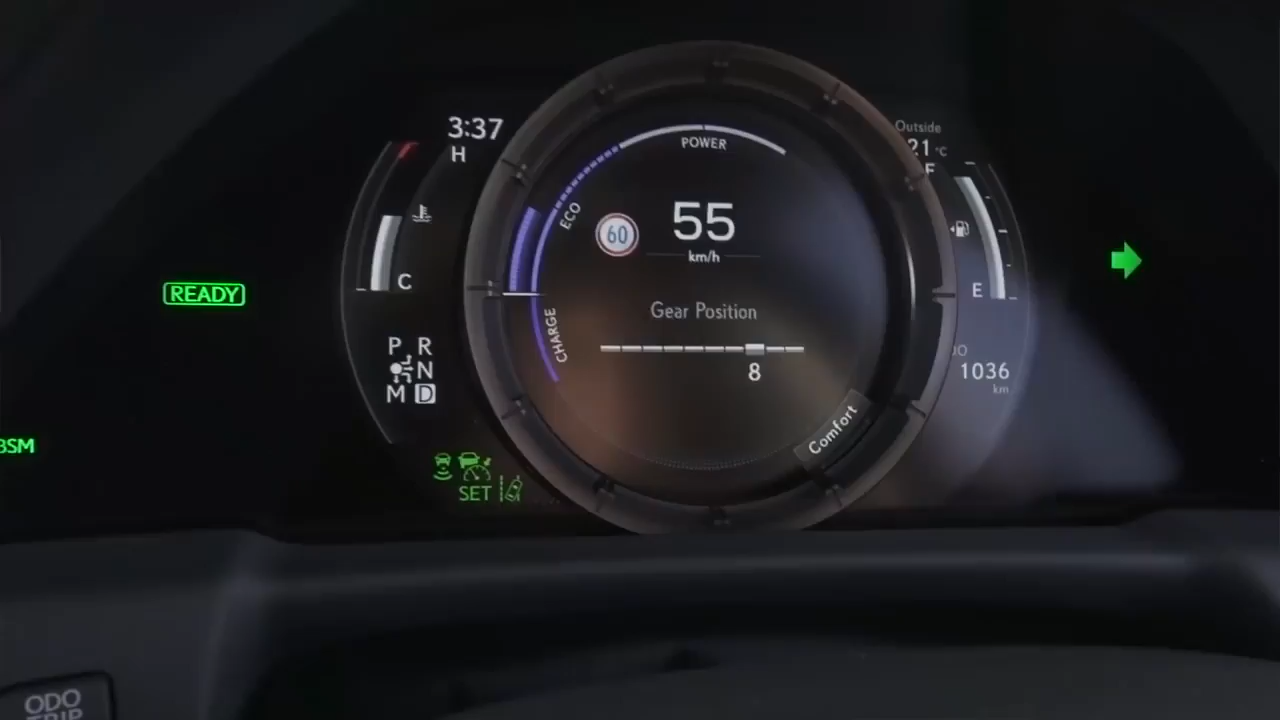 3:37
H
Outside
21°C
F
POWER
ECO
60
55
km/h
READY
C
E
Gear Position
CHARGE
P R
N
M D
8
1036
km
Comfort
BSM
SET
ODO
TRIP